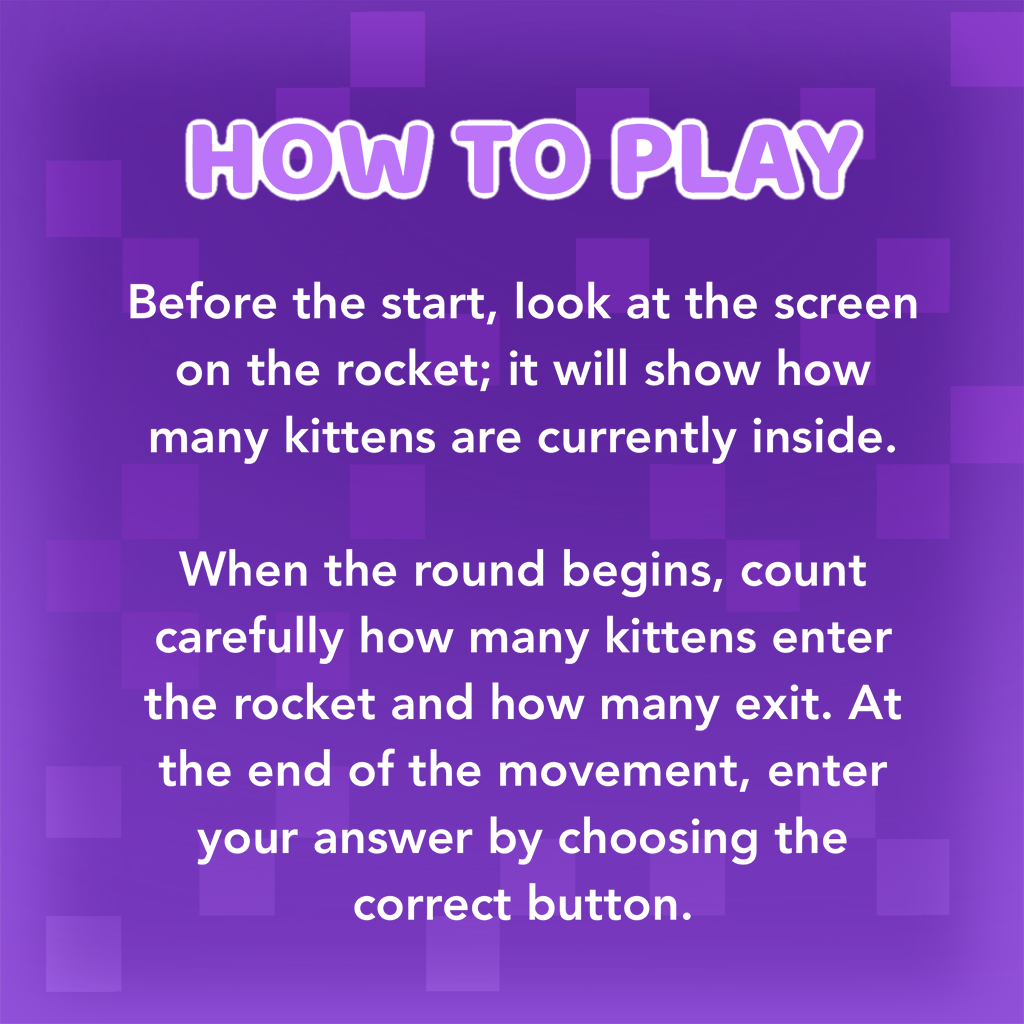 HOW TO PLAY
Before the start, look at the screen
on the rocket; it will show how
many kittens are currently inside.
When the round begins, count
carefully how many kittens enter
the rocket and how many exit. At
the end of the movement, enter
your answer by choosing the
correct button.